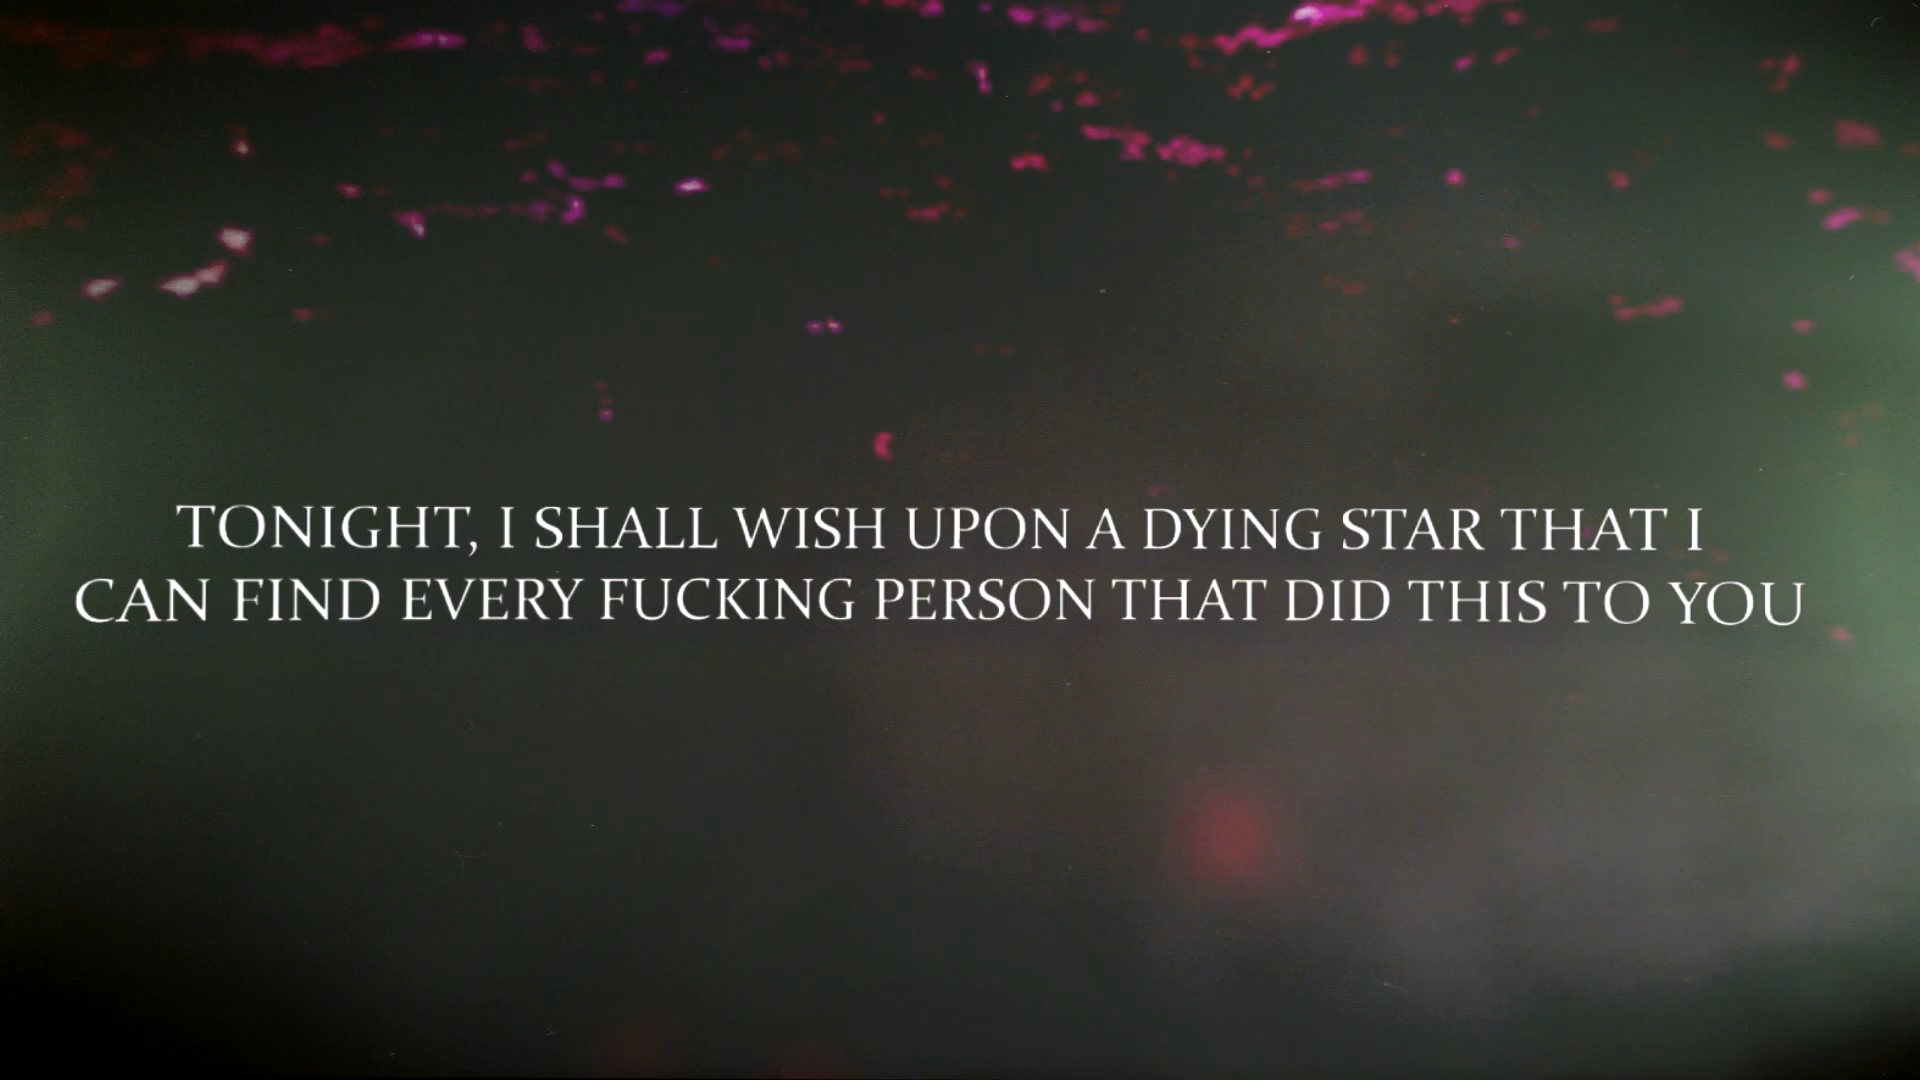 TONIGHT, I SHALL WISH UPON A DYING STAR THAT I
CAN FIND EVERY FUCKING PERSON THAT DID THIS TO YOU